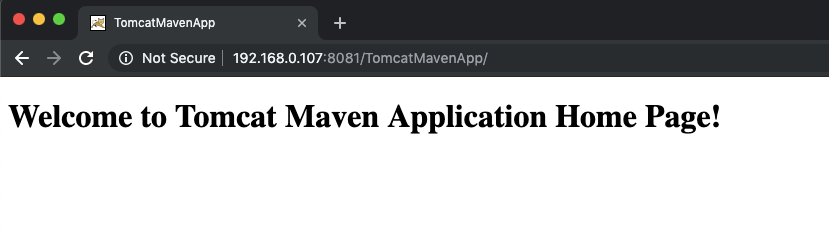 TomcatMavenApp
Not Secure 192.168.0.107:8081/TomcatMavenApp/
Welcome to Tomcat Maven Application Home Page!